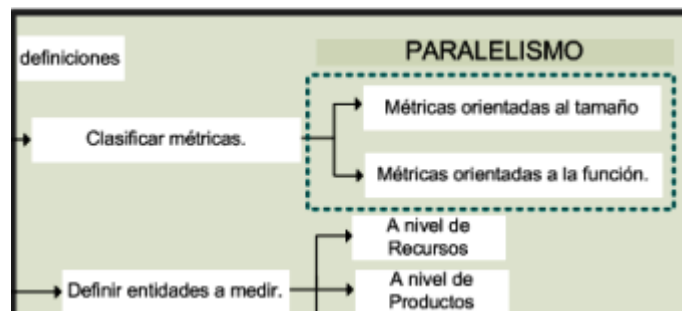 PARALELISMO
definiciones
Métricas orientadas al tamaño
Clasificar métricas.
Métricas orientadas a la función.
A nivel de
Recursos
Definir entidades a medir.
A nivel de
Productos